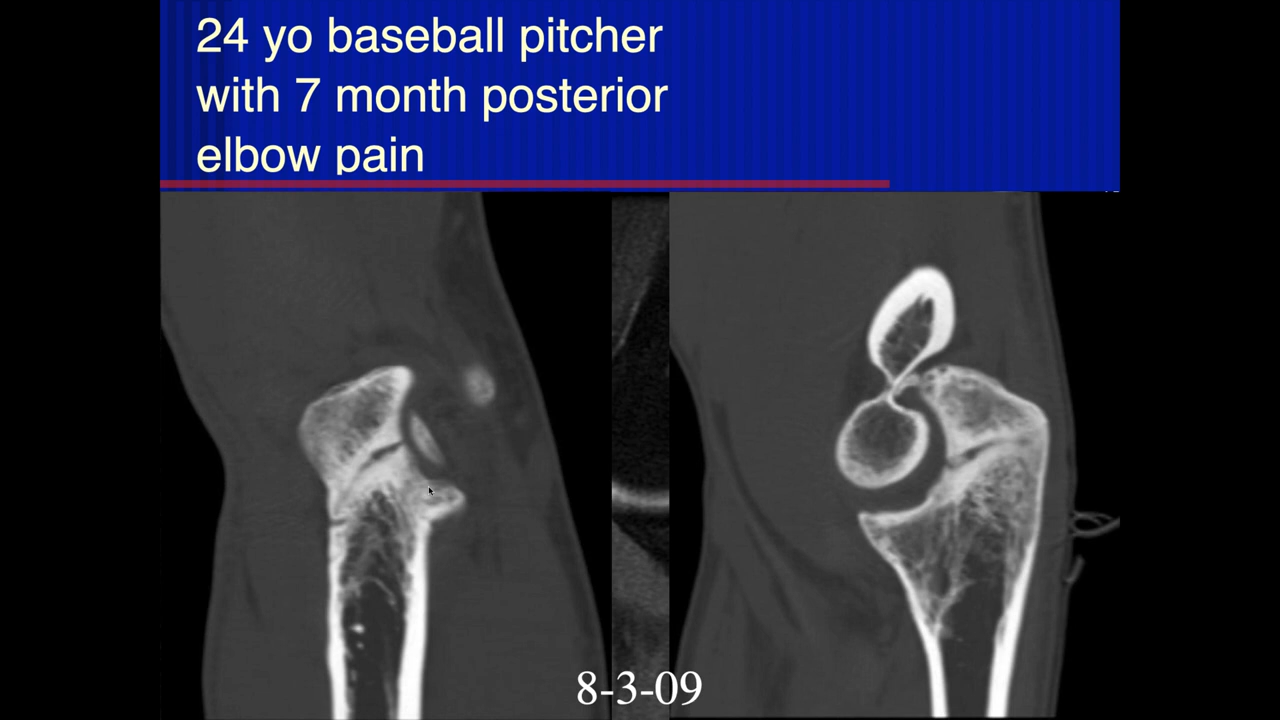 24 yo baseball pitcher
with 7 month posterior
elbow pain
8-3-09